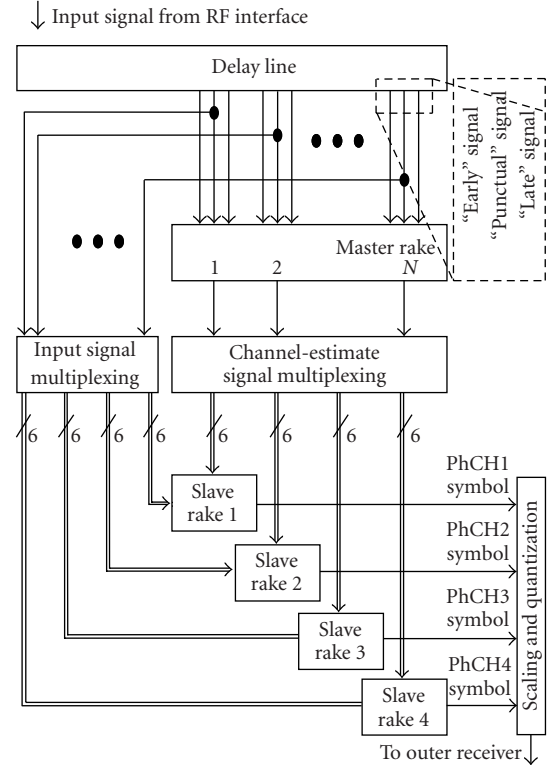 Input signal from RF interface
Delay line
"Early" signal
"Punctual" signal
"Late" signal
Master rake
1 2 N
Input signal
multiplexing
Channel-estimate
signal multiplexing
6 6 6 6 6 6 6 6
PhCH1
symbol
Slave
rake 1
PhCH2
symbol
Slave
rake 2
PhCH3
symbol
Slave
rake 3
PhCH4
symbol
Slave
rake 4
Scaling and quantization
To outer receiver